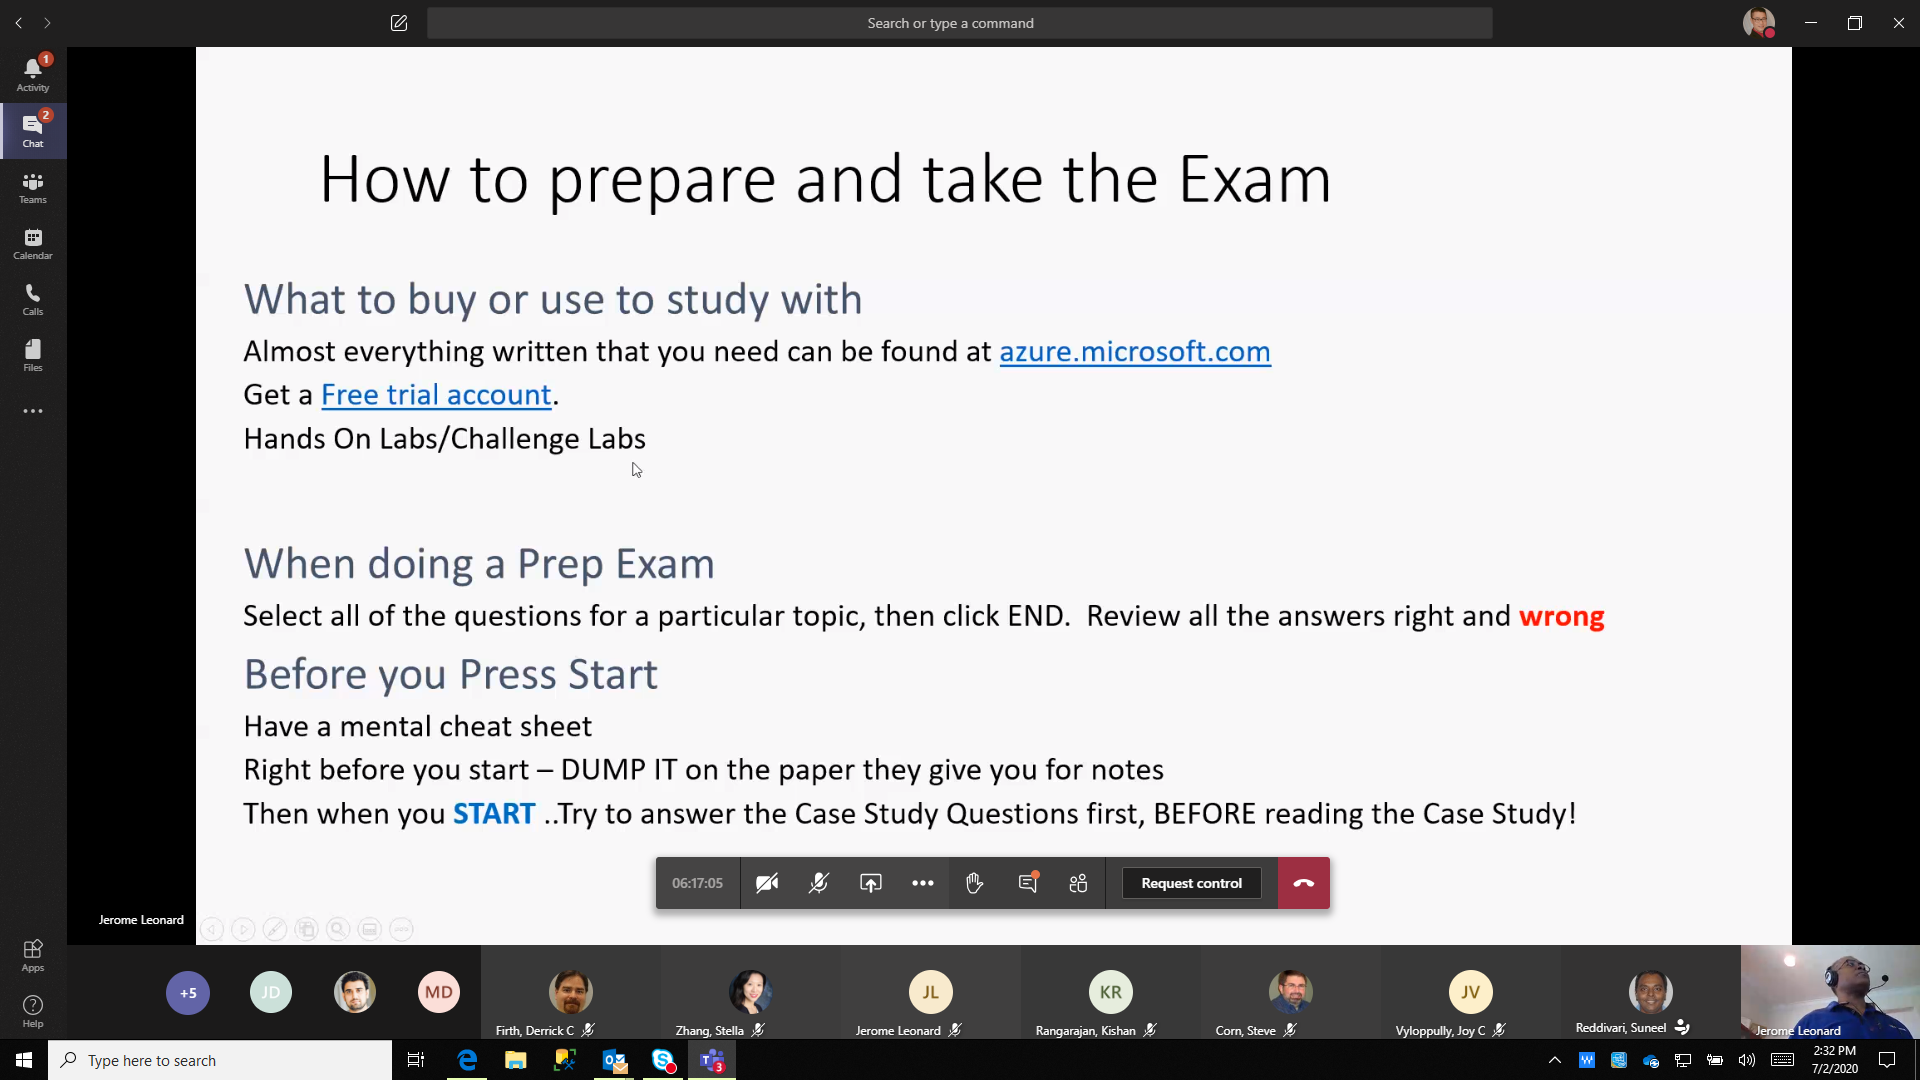 Search or type a command
1
Activity
2
Chat
Teams
Calendar
Calls
Files
Apps
Help
How to prepare and take the Exam
What to buy or use to study with
Almost everything written that you need can be found at azure.microsoft.com
Get a Free trial account.
Hands On Labs/Challenge Labs
When doing a Prep Exam
Select all of the questions for a particular topic, then click END.  Review all the answers right and wrong
Before you Press Start
Have a mental cheat sheet
Right before you start – DUMP IT on the paper they give you for notes
Then when you START ..Try to answer the Case Study Questions first, BEFORE reading the Case Study!
06:17:05
Request control
Jerome Leonard
+5
JD
MD
JL
KR
JV
Firth, Derrick C
Zhang, Stella
Jerome Leonard
Rangarajan, Kishan
Corn, Steve
Vyloppully, Joy C
Reddivari, Suneel
Jerome Leonard
Type here to search
3
2:32 PM
7/2/2020